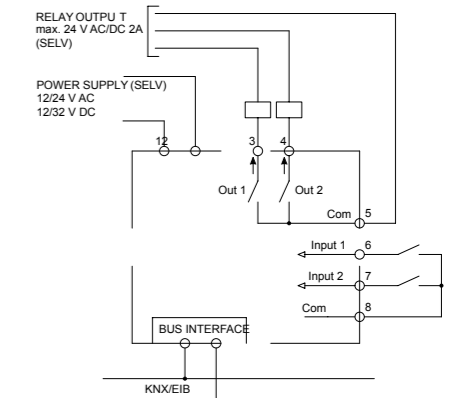 RELAY OUTPU T
max. 24 V AC/DC 2A
(SELV)
POWER SUPPLY (SELV)
12/24 V AC
12/32 V DC
12
3
4
Out 1
Out 2
Com
5
Input 1
6
Input 2
7
Com
8
BUS INTERFACE
KNX/EIB